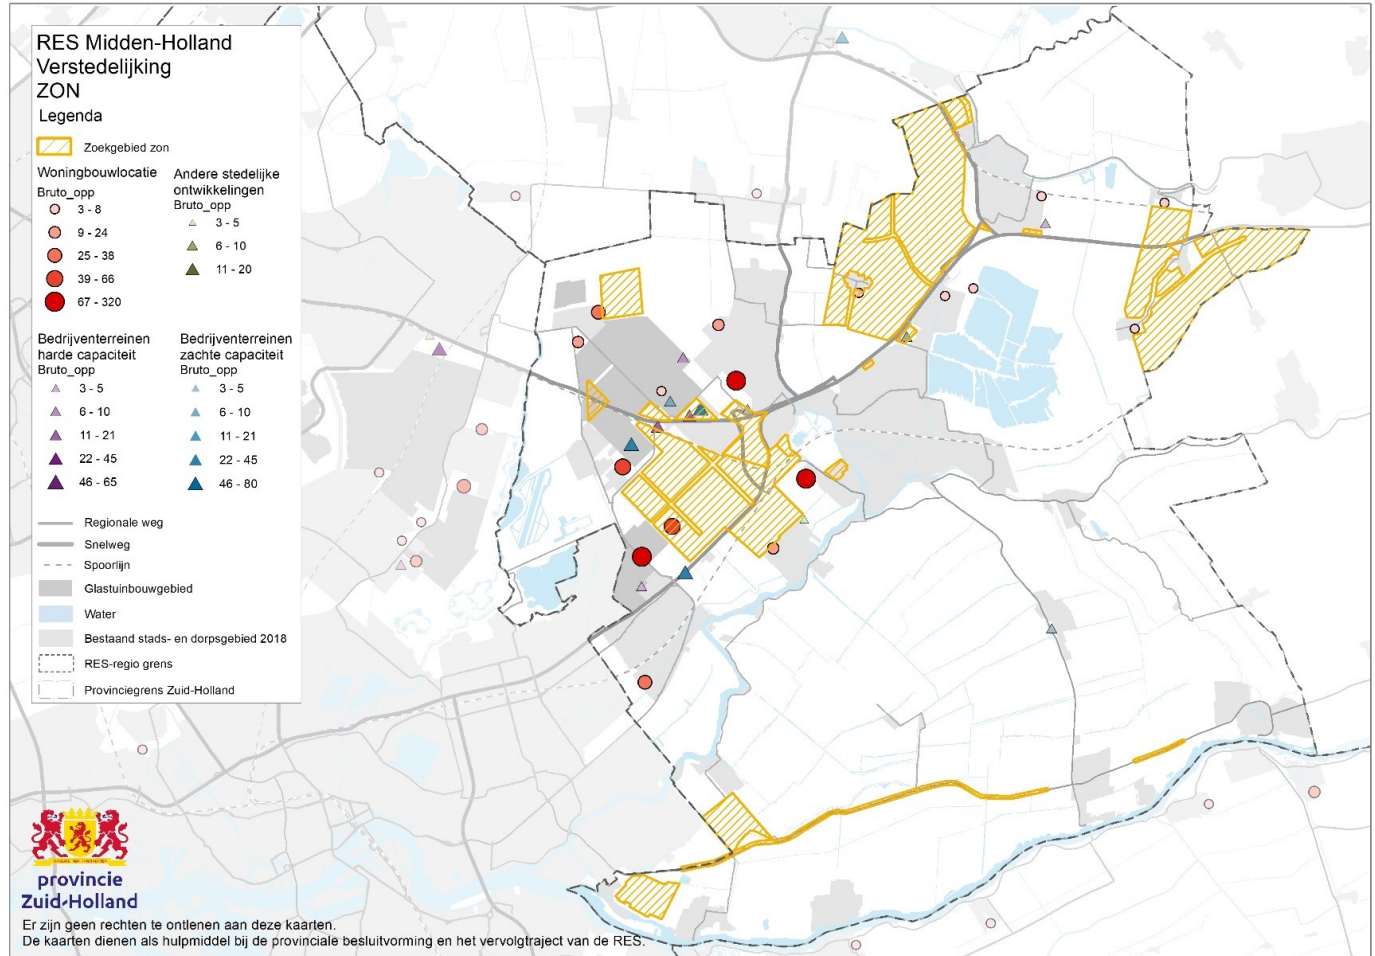 RES Midden-Holland
Verstedelijking
ZON
Legenda
Zoekgebied zon
Woningbouwlocatie
Bruto_opp
3 - 8
9 - 24
25 - 38
39 - 66
67 - 320
Andere stedelijke
ontwikkelingen
Bruto_opp
3 - 5
6 - 10
11 - 20
Bedrijventerreinen
harde capaciteit
Bruto_opp
3 - 5
6 - 10
11 - 21
22 - 45
46 - 65
Bedrijventerreinen
zachte capaciteit
Bruto_opp
3 - 5
6 - 10
11 - 21
22 - 45
46 - 80
Regionale weg
Snelweg
Spoorlijn
Glastuinbouwgebied
Water
Bestaand stads- en dorpsgebied 2018
RES-regio grens
Provinciegrens Zuid-Holland
provincie
Zuid-Holland
Er zijn geen rechten te ontlenen aan deze kaarten.
De kaarten dienen als hulpmiddel bij de provinciale besluitvorming en het vervolgtraject van de RES.